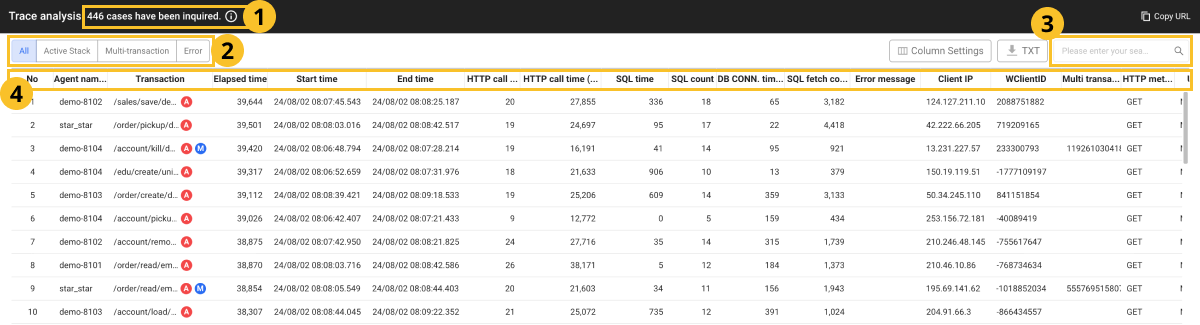 Trace analysis 446 cases have been inquired. 1 Copy URL
All Active Stack Multi-transaction Error 2 Column Settings TXT Please enter your sea... 3
4 No Agent nam... Transaction Elapsed time Start time End time HTTP call ... HTTP call time (... SQL time SQL count DB CONN. tim... SQL fetch co... Error message Client IP WClientID Multi transa... HTTP met...
1 demo-8102 /sales/save/de... A 39,644 24/08/02 08:07:45.543 24/08/02 08:08:25.187 20 27,855 336 18 65 3,182 124.127.211.10 2088751882 GET
2 star_star /order/pickup/d... A 39,501 24/08/02 08:08:03.016 24/08/02 08:08:42.517 19 24,697 95 17 22 4,418 42.222.66.205 719209165 GET
3 demo-8104 /account/kill/d... A M 39,420 24/08/02 08:06:48.794 24/08/02 08:07:28.214 19 16,191 41 14 95 921 13.231.227.57 233300793 119261030418 GET
4 demo-8104 /edu/create/uni... A 39,317 24/08/02 08:06:52.659 24/08/02 08:07:31.976 18 21,633 906 10 13 379 150.19.119.51 -1777109197 GET
5 demo-8103 /order/create/d... A 39,112 24/08/02 08:08:39.421 24/08/02 08:09:18.533 19 25,206 609 14 359 3,133 50.34.245.110 841151854 GET
6 demo-8104 /account/picku... A 39,026 24/08/02 08:06:42.407 24/08/02 08:07:21.433 9 12,772 0 5 159 434 253.156.72.181 -40089419 GET
7 demo-8102 /account/remo... A 38,875 24/08/02 08:07:42.950 24/08/02 08:08:21.825 24 27,716 35 14 315 1,739 210.246.48.145 -755617647 GET
8 demo-8101 /order/read/em... A 38,870 24/08/02 08:08:03.716 24/08/02 08:08:42.586 26 38,171 5 12 184 1,373 210.46.10.86 -768734634 GET
9 star_star /order/read/em... A M 38,854 24/08/02 08:08:05.549 24/08/02 08:08:44.403 20 21,603 34 11 156 1,943 195.69.141.62 -1018852034 555769515807 GET
10 demo-8103 /account/load/... A 38,307 24/08/02 08:08:44.045 24/08/02 08:09:22.352 21 25,072 735 12 391 1,024 204.91.66.3 -866434557 GET